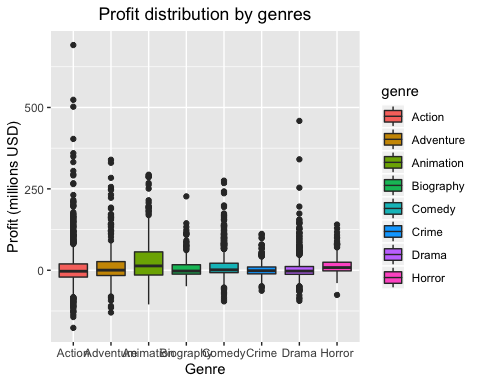 Profit distribution by genres
Profit (millions USD)
500
250
0
Action Adventure Animation Biography Comedy Crime Drama Horror
Genre
genre
Action
Adventure
Animation
Biography
Comedy
Crime
Drama
Horror